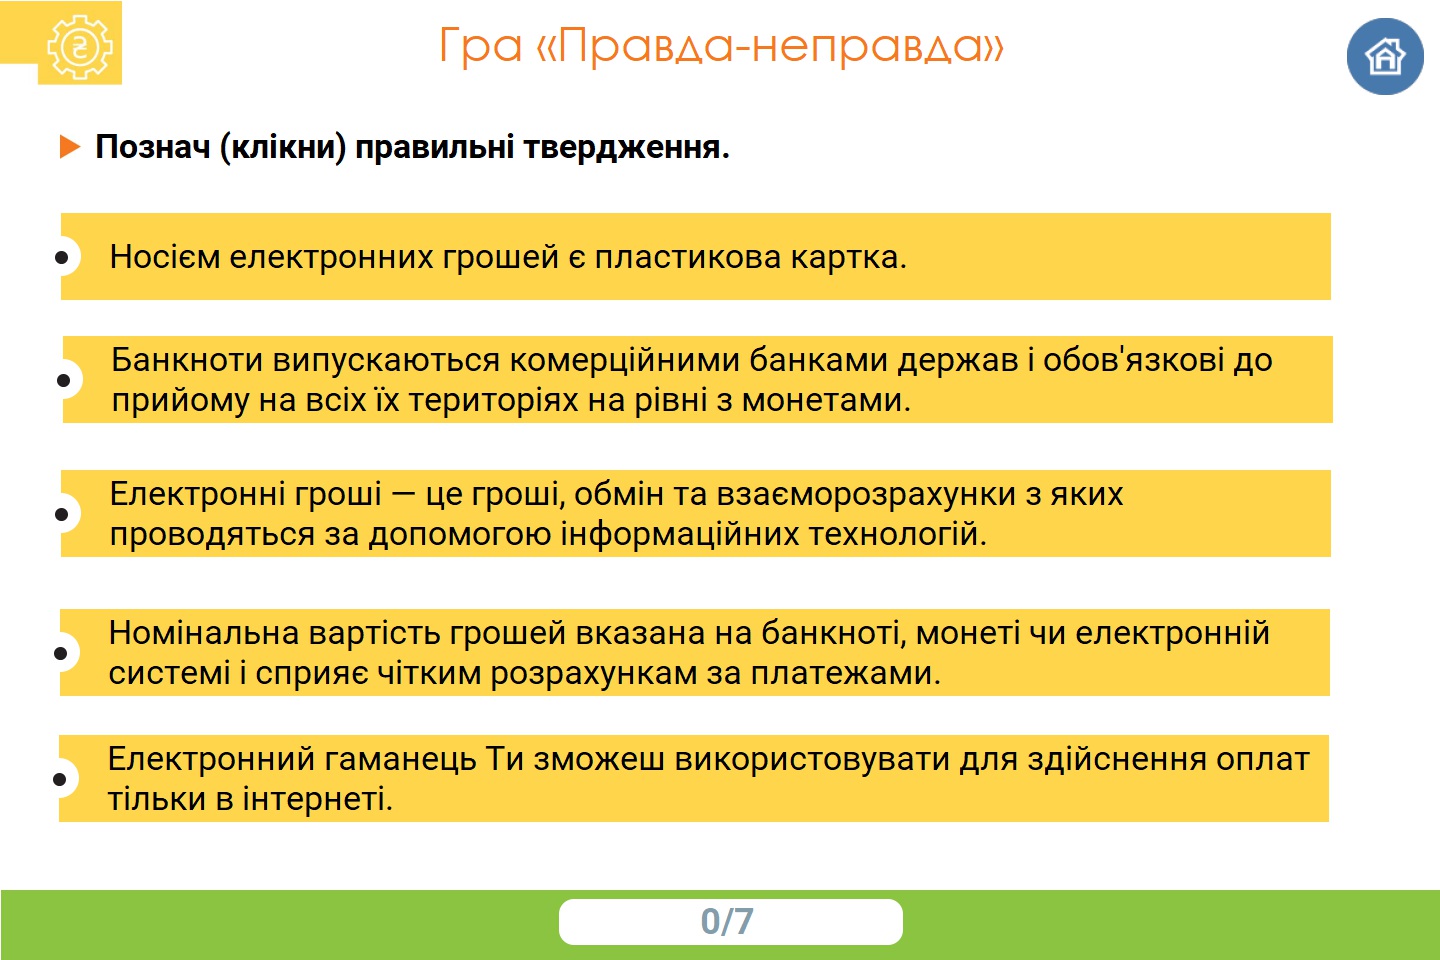 Гра «Правда-неправда»
Познач (клікни) правильні твердження.
Носієм електронних грошей є пластикова картка.
Банкноти випускаються комерційними банками держав і обов'язкові до
прийому на всіх їх територіях на рівні з монетами.
Електронні гроші — це гроші, обмін та взаєморозрахунки з яких
проводяться за допомогою інформаційних технологій.
Номінальна вартість грошей вказана на банкноті, монеті чи електронній
системі і сприяє чітким розрахункам за платежами.
Електронний гаманець Ти зможеш використовувати для здійснення оплат
тільки в інтернеті.
0/7